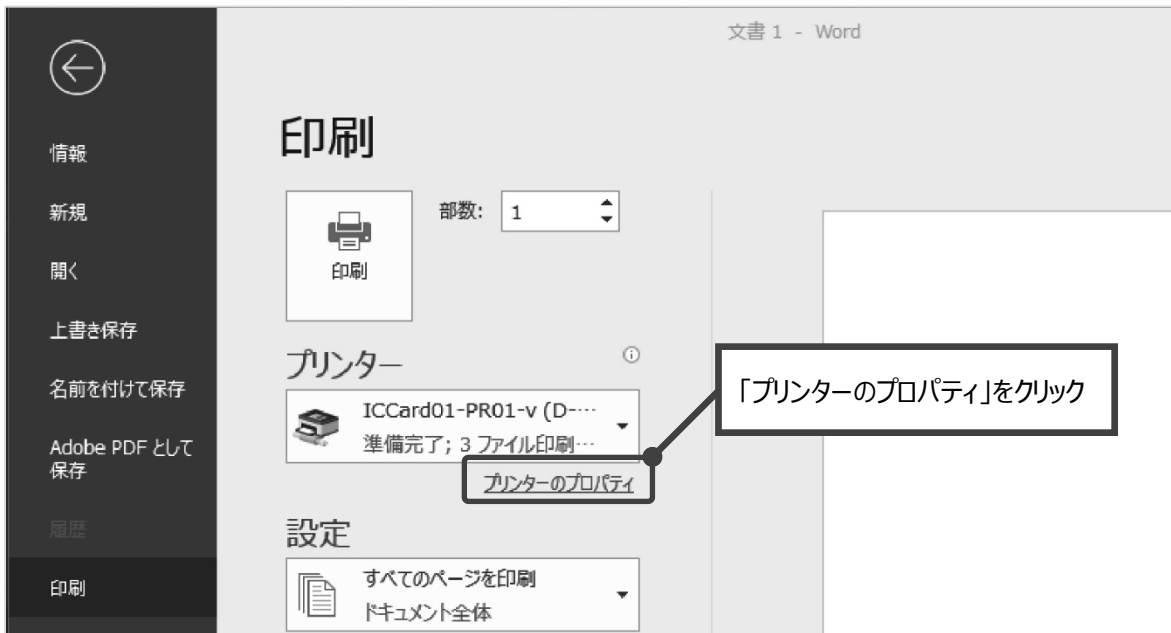 文書 1 - Word
情報
新規
開く
上書き保存
名前を付けて保存
Adobe PDF として
保存
履歴
印刷
印刷
印刷
部数: 1
プリンター
ICCard01-PR01-v (D-…
準備完了; 3 ファイル印刷…
プリンターのプロパティ
設定
すべてのページを印刷
ドキュメント全体
「プリンターのプロパティ」をクリック